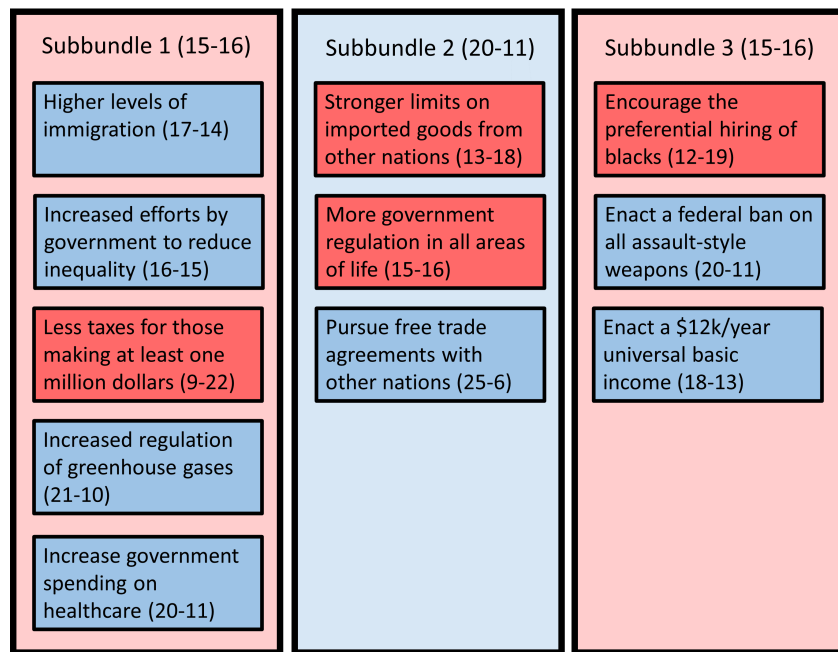 Subbundle 1 (15-16)
Higher levels of
immigration (17-14)
Increased efforts by
government to reduce
inequality (16-15)
Less taxes for those
making at least one
million dollars (9-22)
Increased regulation
of greenhouse gases
(21-10)
Increase government
spending on
healthcare (20-11)
Subbundle 2 (20-11)
Stronger limits on
imported goods from
other nations (13-18)
More government
regulation in all areas
of life (15-16)
Pursue free trade
agreements with
other nations (25-6)
Subbundle 3 (15-16)
Encourage the
preferential hiring of
blacks (12-19)
Enact a federal ban on
all assault-style
weapons (20-11)
Enact a $12k/year
universal basic
income (18-13)